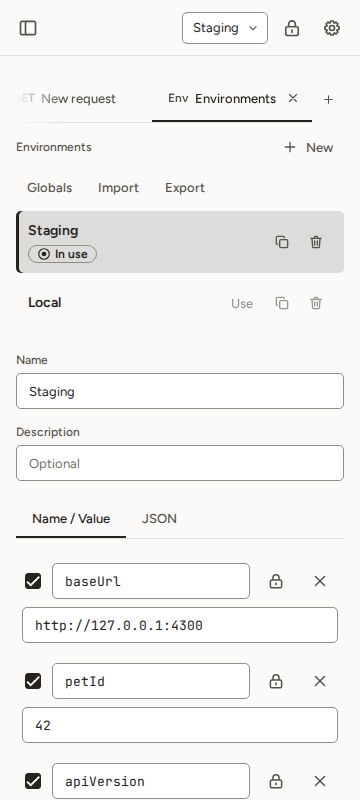 Staging
New request
Env Environments
Environments
New
Globals Import Export
Staging
In use
Local
Use
Name
Staging
Description
Optional
Name / Value JSON
baseUrl
http://127.0.0.1:4300
petId
42
apiVersion